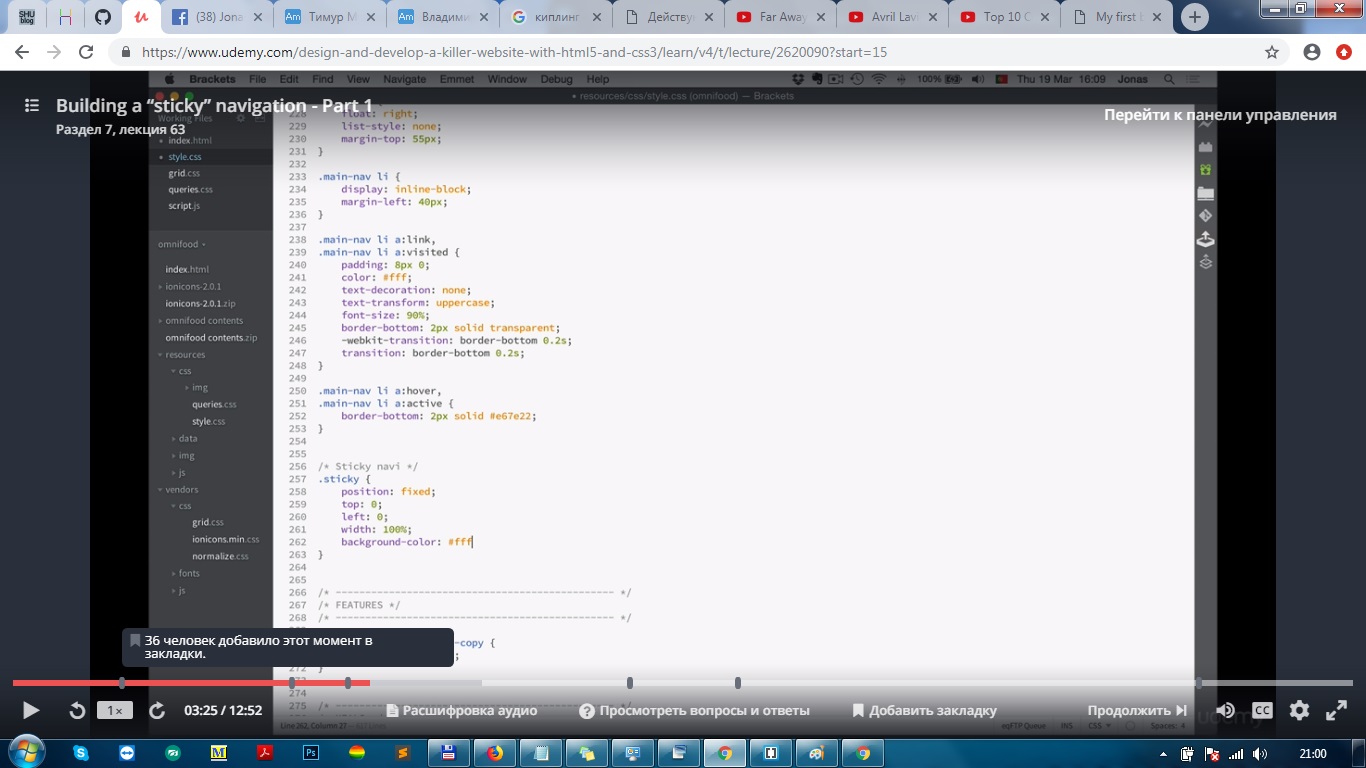 SHU blog
(38) Jona
Тимур М
Владими
киплинг
Действу
Far Away
Avril Lav
Top 10 C
My first b
https://www.udemy.com/design-and-develop-a-killer-website-with-html5-and-css3/learn/v4/t/lecture/2620090?start=15
Brackets File Edit Find View Navigate Emmet Window Debug Help 100% Thu 19 Mar 16:09 Jonas
• resources/css/style.css (omnifood) — Brackets
Building a “sticky” navigation - Part 1
Раздел 7, лекция 63
Перейти к панели управления
Working Files
index.html
style.css
grid.css
queries.css
script.js
omnifood
index.html
ionicons-2.0.1
ionicons-2.0.1.zip
omnifood contents
omnifood contents.zip
resources
css
img
queries.css
style.css
data
img
js
vendors
css
grid.css
ionicons.min.css
normalize.css
fonts
js
228 float: right;
229 list-style: none;
230 margin-top: 55px;
231 }
232
233 .main-nav li {
234 display: inline-block;
235 margin-left: 40px;
236 }
237
238 .main-nav li a:link,
239 .main-nav li a:visited {
240 padding: 8px 0;
241 color: #fff;
242 text-decoration: none;
243 text-transform: uppercase;
244 font-size: 90%;
245 border-bottom: 2px solid transparent;
246 -webkit-transition: border-bottom 0.2s;
247 transition: border-bottom 0.2s;
248 }
249
250 .main-nav li a:hover,
251 .main-nav li a:active {
252 border-bottom: 2px solid #e67e22;
253 }
254
255
256 /* Sticky navi */
257 .sticky {
258 position: fixed;
259 top: 0;
260 left: 0;
261 width: 100%;
262 background-color: #fff
263 }
264
265
266 /* ----------------------------------------------- */
267 /* FEATURES */
268 /* ----------------------------------------------- */
-copy {
;
272 }
274
275 /* ----------------------------------------------- */
36 человек добавило этот момент в
закладки.
1× 03:25 / 12:52 Расшифровка аудио Просмотреть вопросы и ответы Добавить закладку Продолжить CC
udemy
Line 262, Column 27
eqFTP Queue INS CSS Spaces: 4
21:00